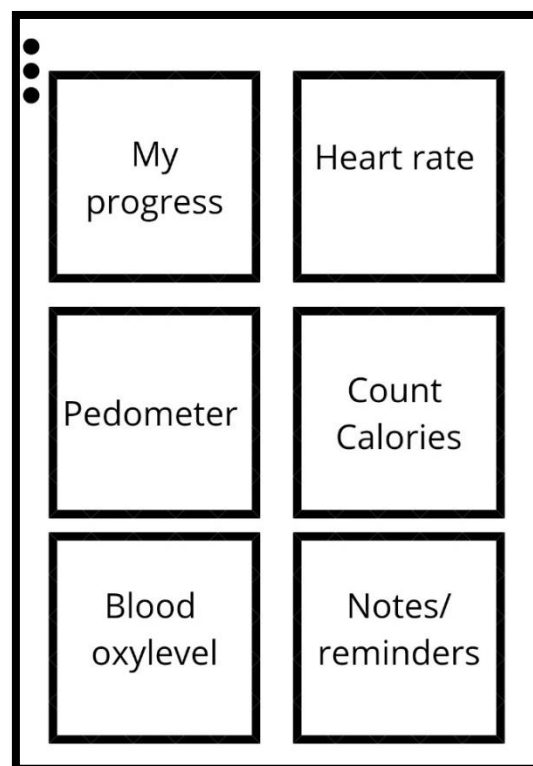 My
progress
Heart rate
Pedometer
Count
Calories
Blood
oxylevel
Notes/
reminders